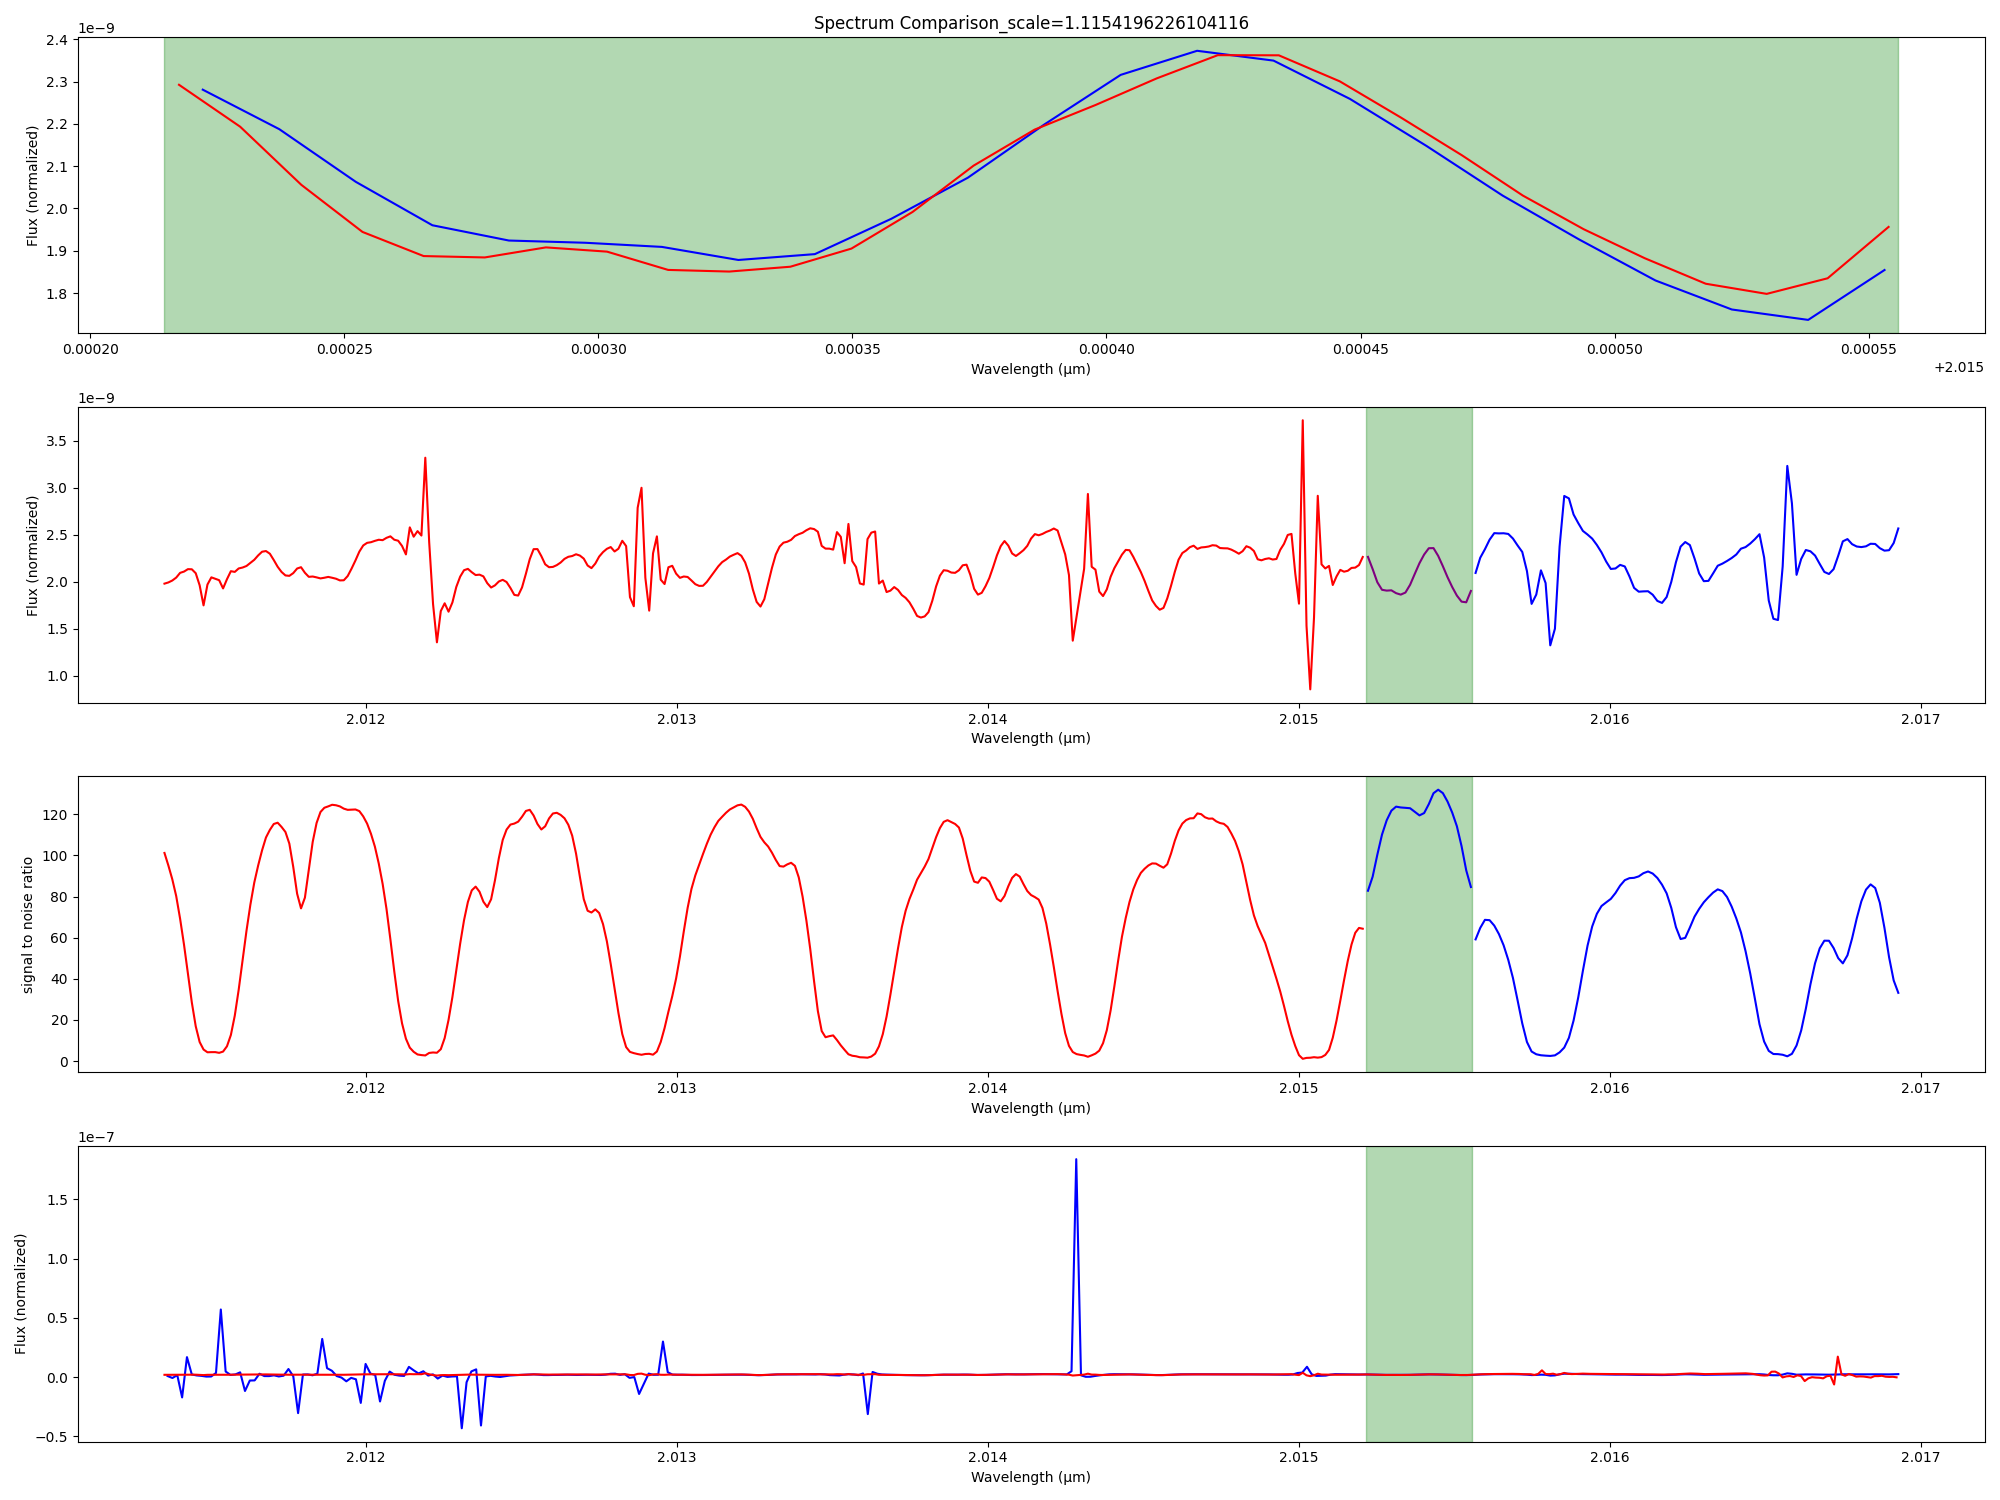 Spectrum Comparison_scale=1.1154196226104116
1e−9
2.4
2.3
2.2
2.1
2.0
1.9
1.8
Flux (normalized)
0.00020 0.00025 0.00030 0.00035 0.00040 0.00045 0.00050 0.00055
+2.015
Wavelength (μm)
1e−9
3.5
3.0
2.5
2.0
1.5
1.0
Flux (normalized)
2.012 2.013 2.014 2.015 2.016 2.017
Wavelength (μm)
120
100
80
60
40
20
0
signal to noise ratio
2.012 2.013 2.014 2.015 2.016 2.017
Wavelength (μm)
1e−7
1.5
1.0
0.5
0.0
−0.5
Flux (normalized)
2.012 2.013 2.014 2.015 2.016 2.017
Wavelength (μm)